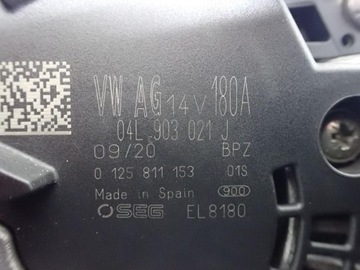 VW AG 14V 180A
04L 903 021 J
09/20 BPZ
0 125 811 153 01S
Made in Spain 900
SEG EL8180